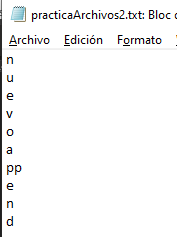 practicaArchivos2.txt: Bloc
Archivo Edición Formato
n
u
e
v
o
a
pp
e
n
d